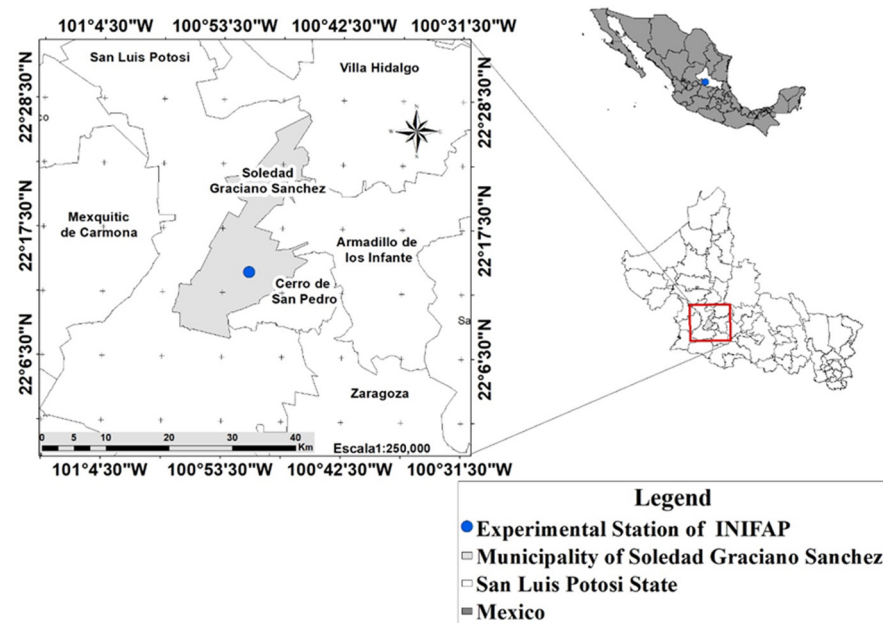 101°4'30"W 100°53'30"W 100°42'30"W 100°31'30"W
San Luis Potosi
Villa Hidalgo
22°28'30"N
22°28'30"N
co
N
Soledad
Graciano Sanchez
Mexquitic
de Carmona
22°17'30"N
22°17'30"N
Armadillo de
los Infante
Cerro de
San Pedro
Sa
22°6'30"N
22°6'30"N
Zaragoza
0 5 10 20 30 40
Km
Escala1:250,000
101°4'30"W 100°53'30"W 100°42'30"W 100°31'30"W
Legend
Experimental Station of INIFAP
Municipality of Soledad Graciano Sanchez
San Luis Potosi State
Mexico